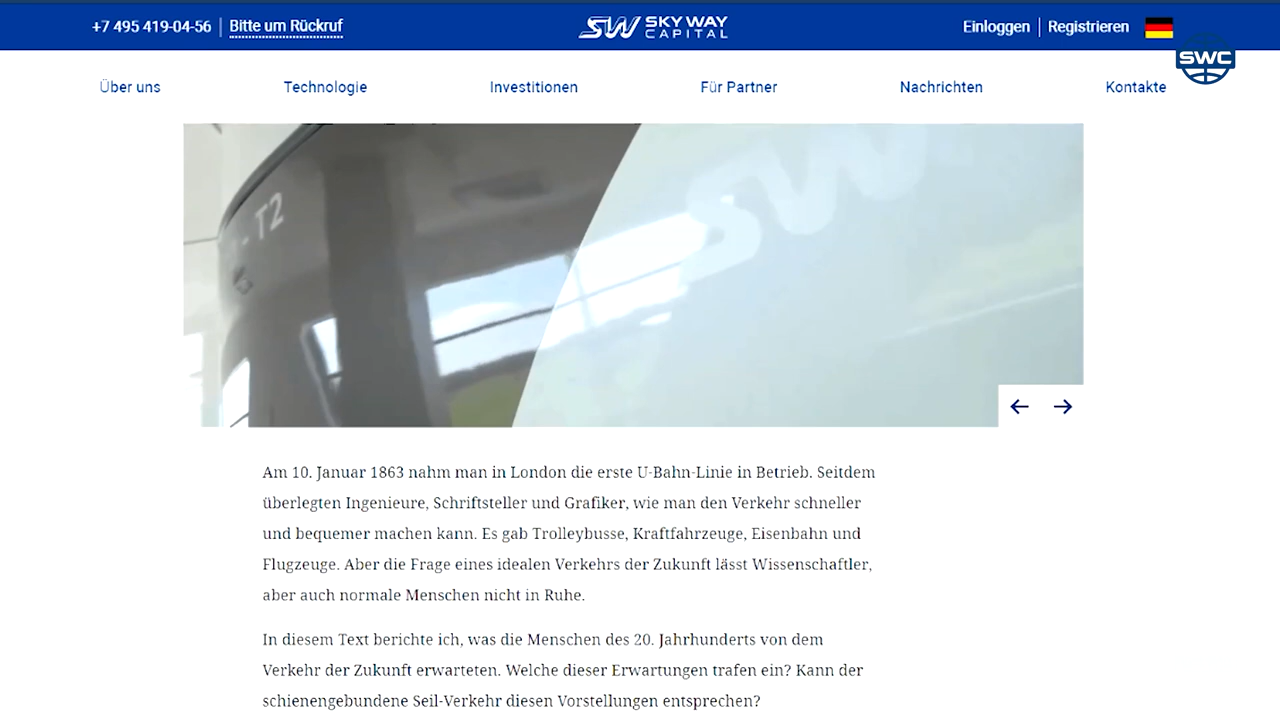 +7 495 419-04-56 | Bitte um Rückruf
SW SKY WAY CAPITAL
Einloggen | Registrieren
SWC
Über uns
Technologie
Investitionen
Für Partner
Nachrichten
Kontakte
- T2
SW
Am 10. Januar 1863 nahm man in London die erste U-Bahn-Linie in Betrieb. Seitdem
überlegten Ingenieure, Schriftsteller und Grafiker, wie man den Verkehr schneller
und bequemer machen kann. Es gab Trolleybusse, Kraftfahrzeuge, Eisenbahn und
Flugzeuge. Aber die Frage eines idealen Verkehrs der Zukunft lässt Wissenschaftler,
aber auch normale Menschen nicht in Ruhe.
In diesem Text berichte ich, was die Menschen des 20. Jahrhunderts von dem
Verkehr der Zukunft erwarteten. Welche dieser Erwartungen trafen ein? Kann der
schienengebundene Seil-Verkehr diesen Vorstellungen entsprechen?